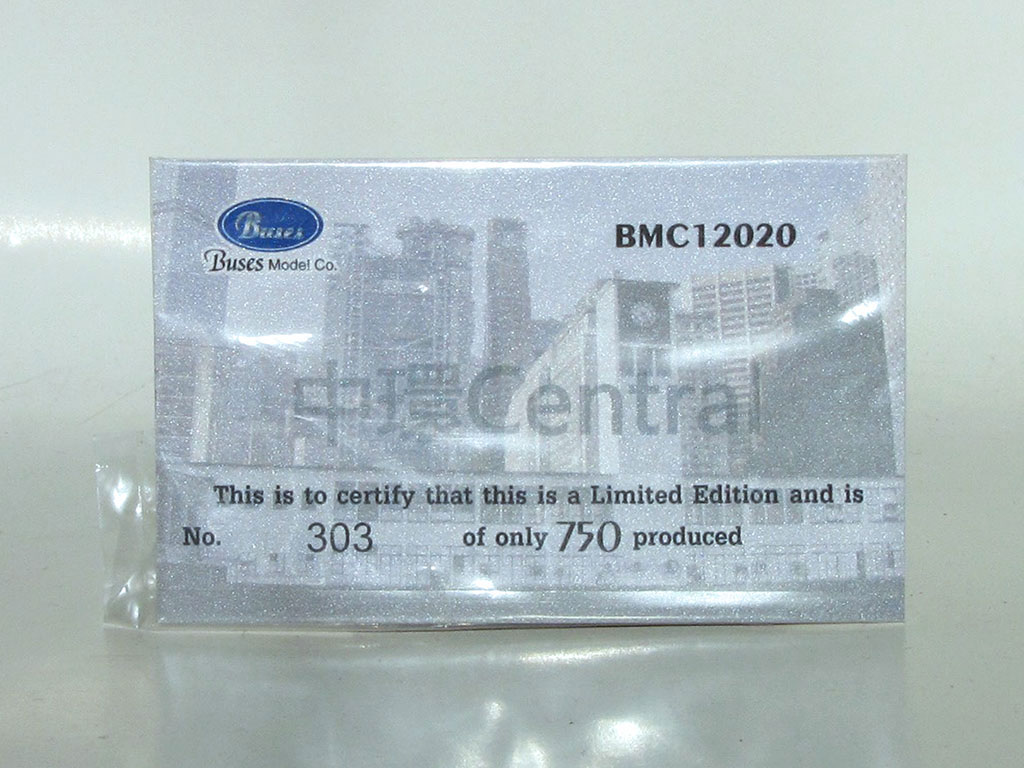 Buses
Buses Model Co.
BMC12020
中環Central
This is to certify that this is a Limited Edition and is
No. 303 of only 750 produced